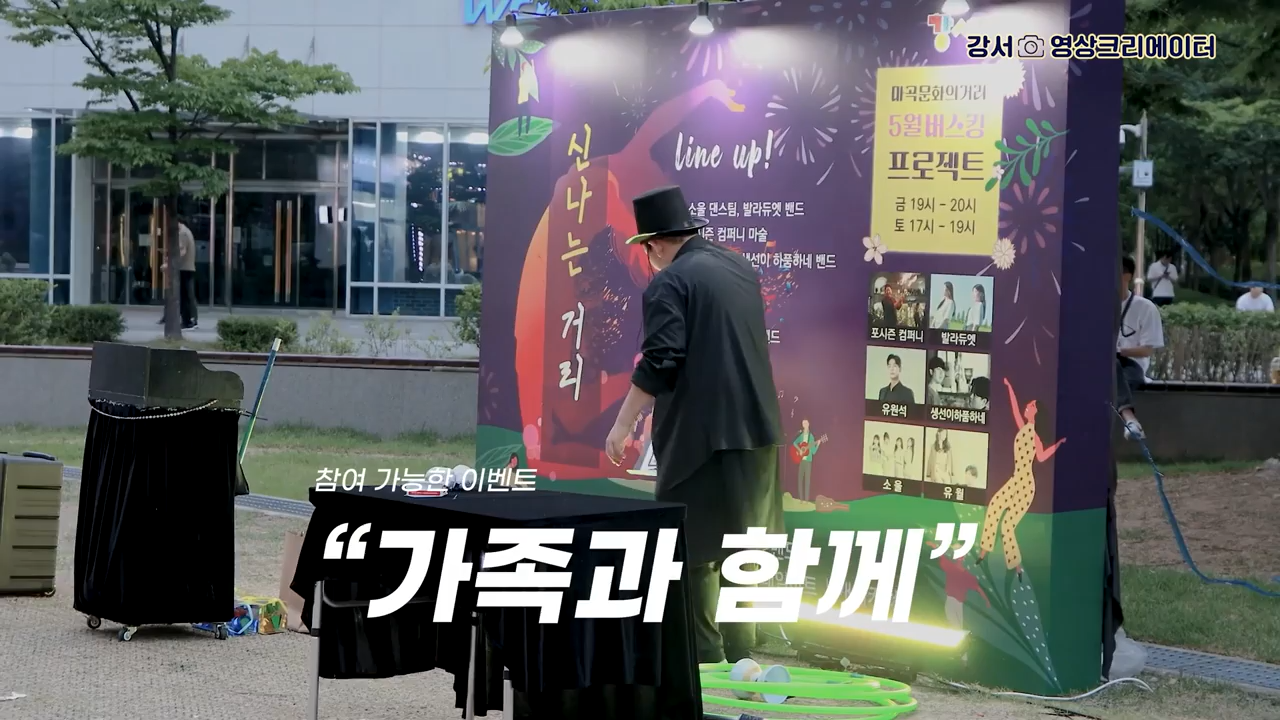 강서 영상크리에이터
신나는 거리
line up!
소울 댄스팀, 발라듀엣 밴드
컴퍼니 마술
생선이 하품하네 밴드
마곡문화의거리
5월버스킹
프로젝트
금 19시 - 20시
토 17시 - 19시
포시즌 컴퍼니
발라듀엣
유원석
생선이하품하네
소울
유월
참여 가능한 이벤트
“가족과 함께”